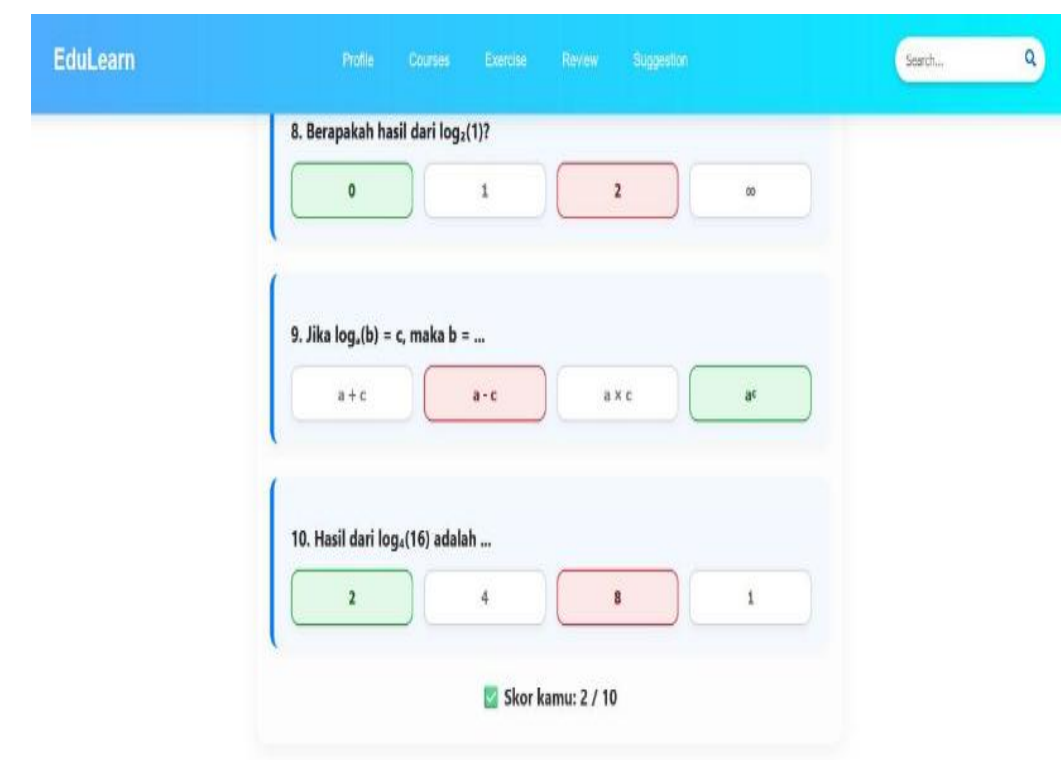 EduLearn
Profile Courses Exercise Review Suggestion
Search...
8. Berapakah hasil dari log₂(1)?
0 1 2 ∞
9. Jika logₐ(b) = c, maka b = ...
a + c a - c a × c aᶜ
10. Hasil dari log₄(16) adalah ...
2 4 8 1
✅ Skor kamu: 2 / 10